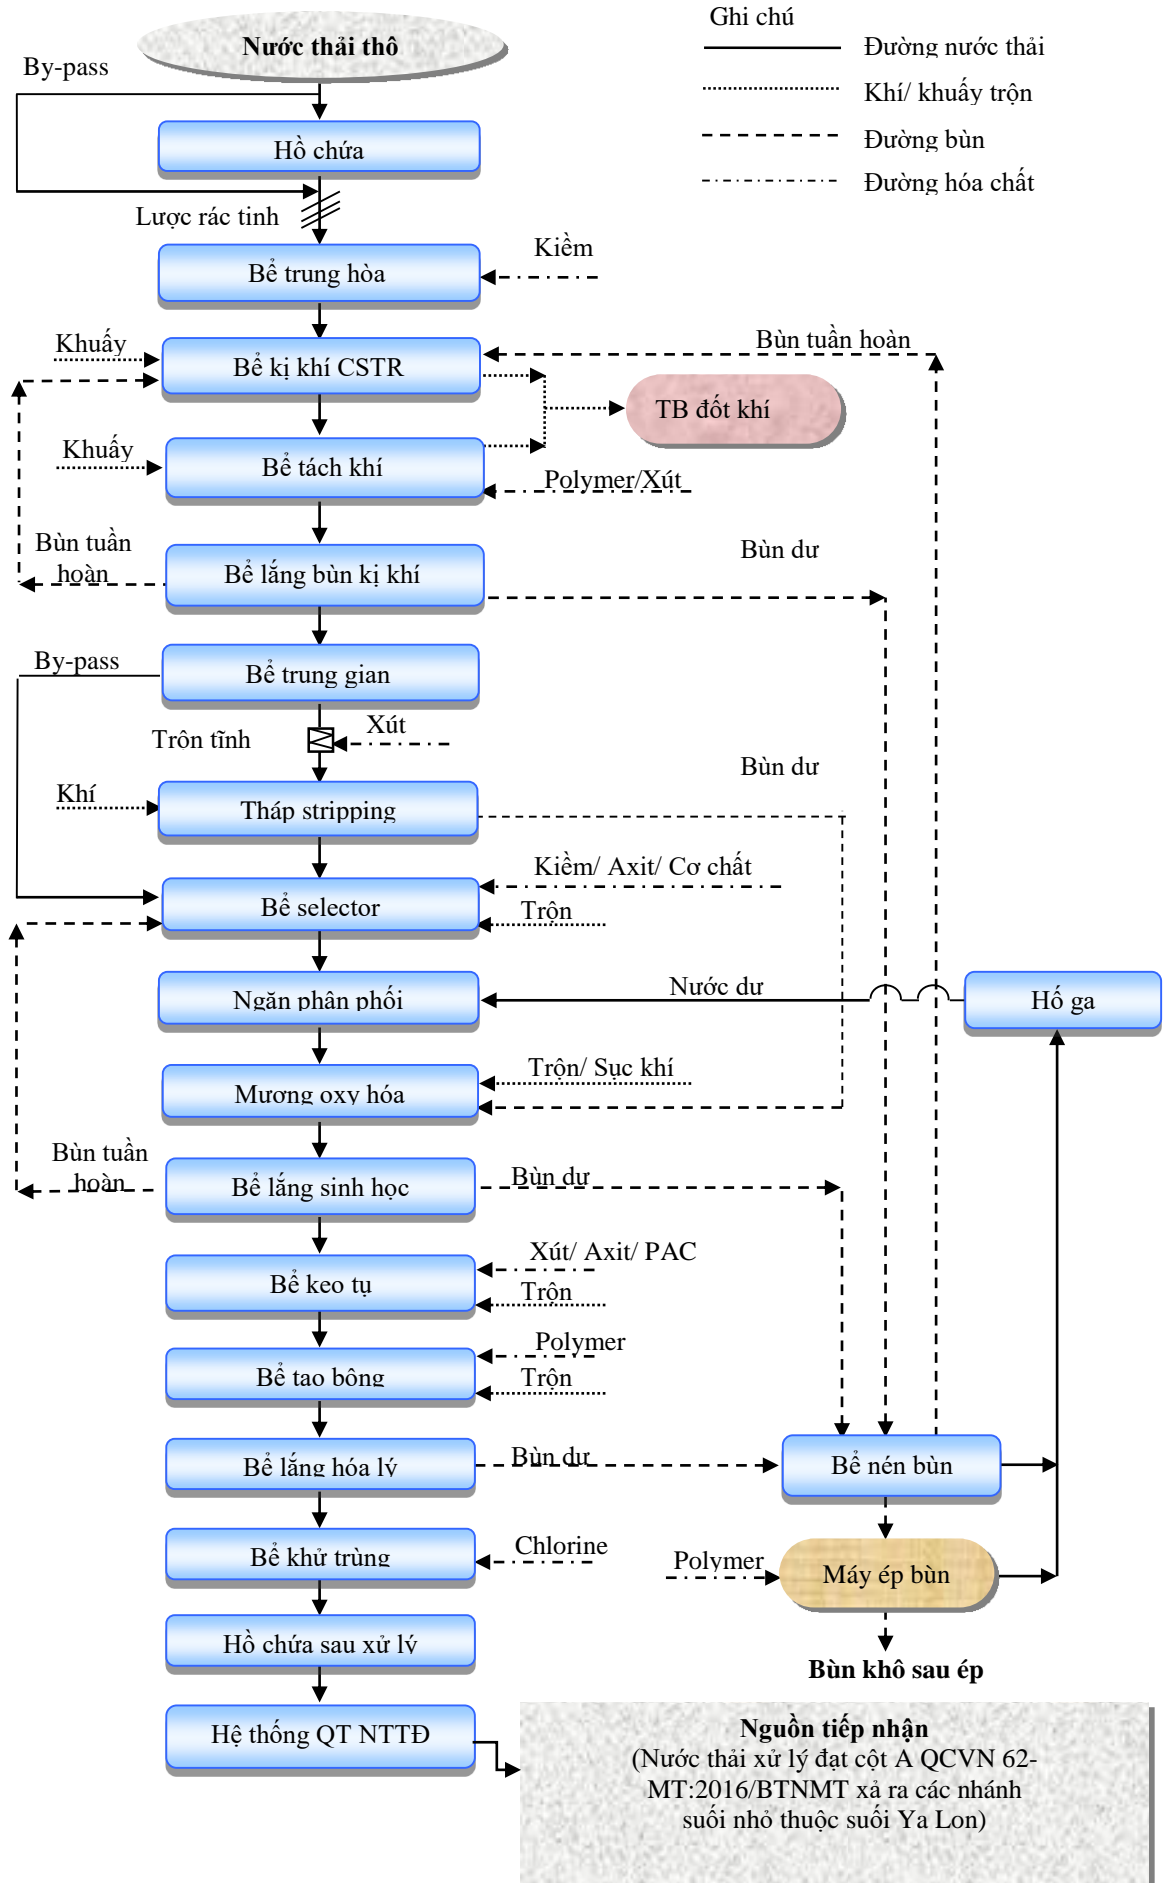 Ghi chú
Nước thải thô
Đường nước thải
By-pass
Khí/ khuấy trộn
Đường bùn
Hồ chứa
Đường hóa chất
Lược rác tinh
Kiềm
Bể trung hòa
Khuấy
Bùn tuần hoàn
Bể kị khí CSTR
TB đốt khí
Khuấy
Bể tách khí
Polymer/Xút
Bùn tuần
hoàn
Bùn dư
Bể lắng bùn kị khí
By-pass
Bể trung gian
Xút
Trôn tĩnh
Bùn dư
Khí
Tháp stripping
Kiềm/ Axit/ Cơ chất
Bể selector
Trộn
Nước dư
Ngăn phân phối
Hố ga
Trộn/ Sục khí
Mương oxy hóa
Bùn tuần
hoàn
Bùn dư
Bể lắng sinh học
Xút/ Axit/ PAC
Bể keo tụ
Trộn
Polymer
Bể tạo bông
Trộn
Bùn dư
Bể lắng hóa lý
Bể nén bùn
Chlorine
Bể khử trùng
Polymer
Máy ép bùn
Hồ chứa sau xử lý
Bùn khô sau ép
Hệ thống QT NTTĐ
Nguồn tiếp nhận
(Nước thải xử lý đạt cột A QCVN 62-
MT:2016/BTNMT xả ra các nhánh
suối nhỏ thuộc suối Ya Lon)